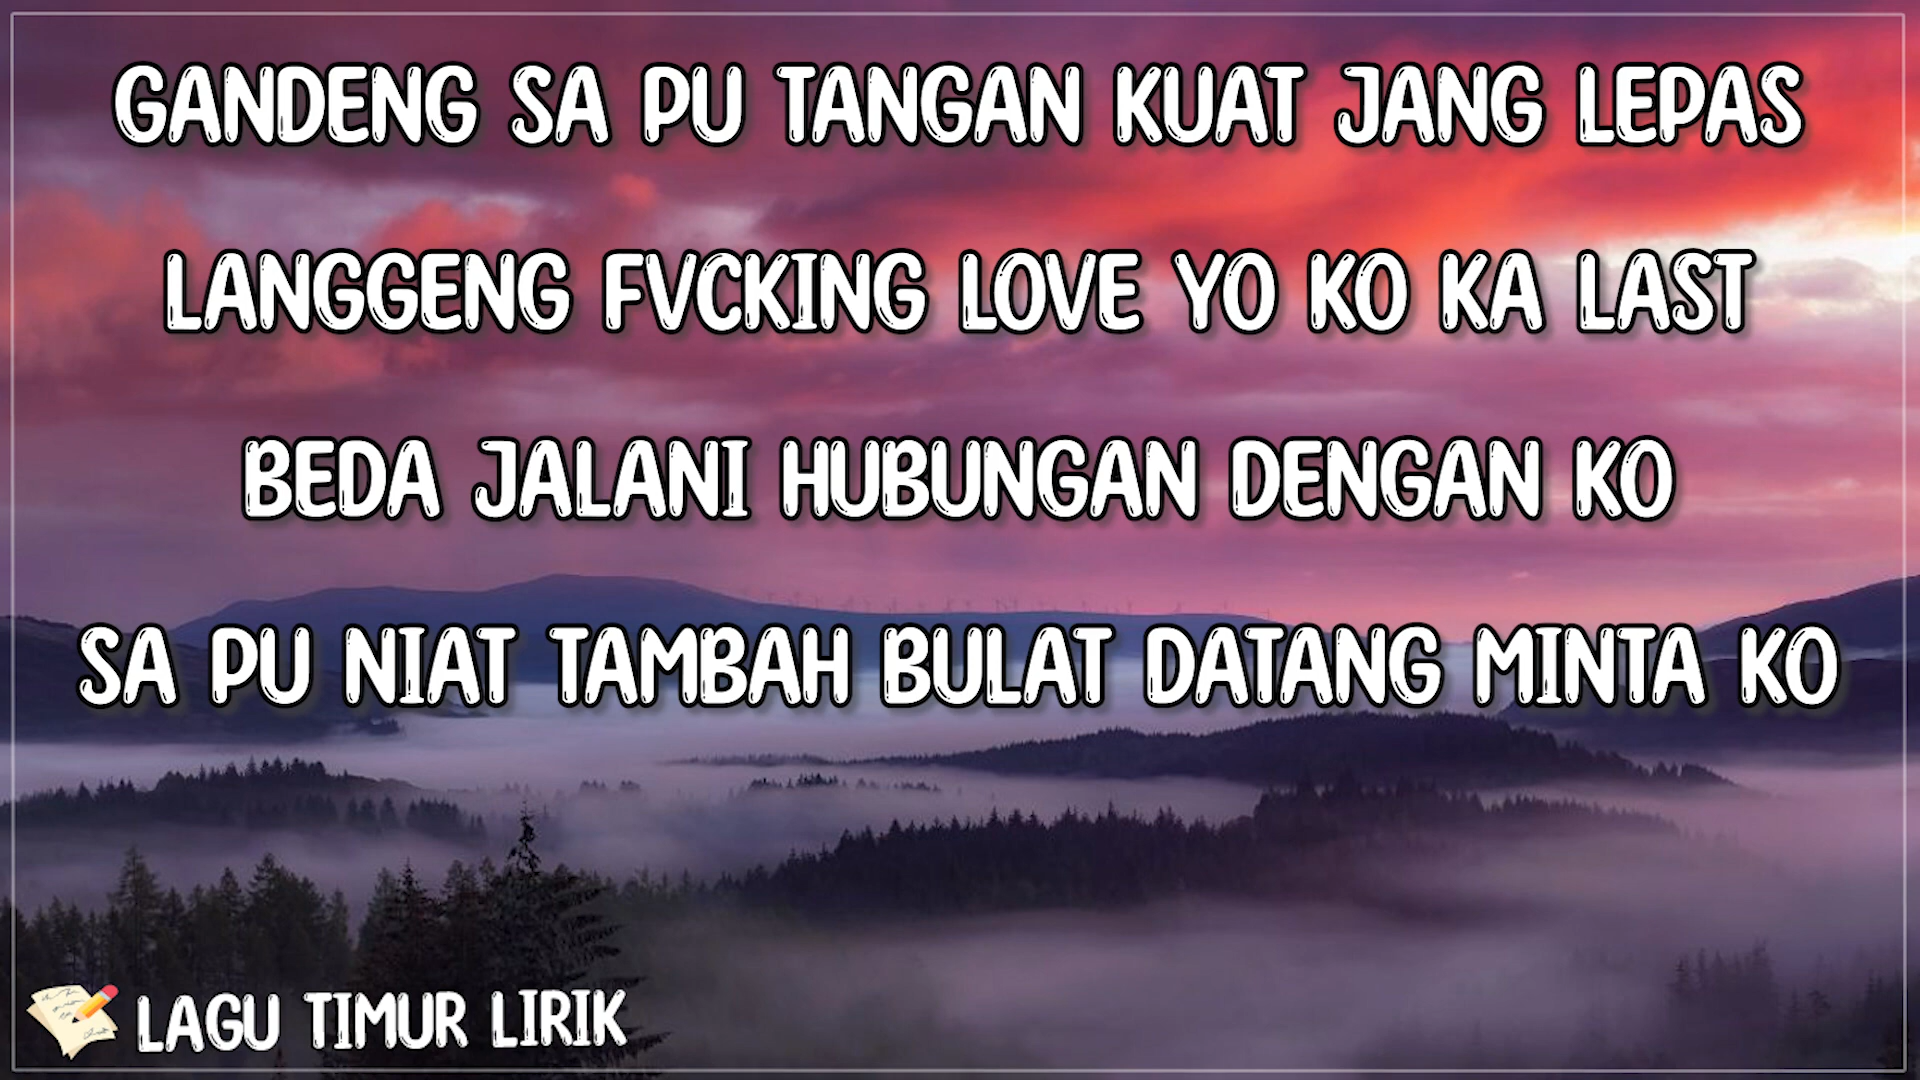 GANDENG SA PU TANGAN KUAT JANG LEPAS
LANGGENG FVCKING LOVE YO KO KA LAST
BEDA JALANI HUBUNGAN DENGAN KO
SA PU NIAT TAMBAH BULAT DATANG MINTA KO
LAGU TIMUR LIRIK